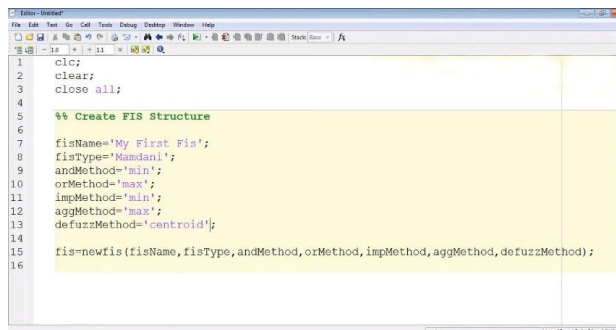 Editor - Untitled*
File Edit Text Go Cell Tools Debug Desktop Window Help
Stack: Base fx
- 1.0 + ÷ 1.1 ×
1 clc;
2 clear;
3 close all;
4
5 %% Create FIS Structure
6
7 fisName='My First Fis';
8 fisType='Mamdani';
9 andMethod='min';
10 orMethod='max';
11 impMethod='min';
12 aggMethod='max';
13 defuzzMethod='centroid';
14
15 fis=newfis(fisName,fisType,andMethod,orMethod,impMethod,aggMethod,defuzzMethod);
16